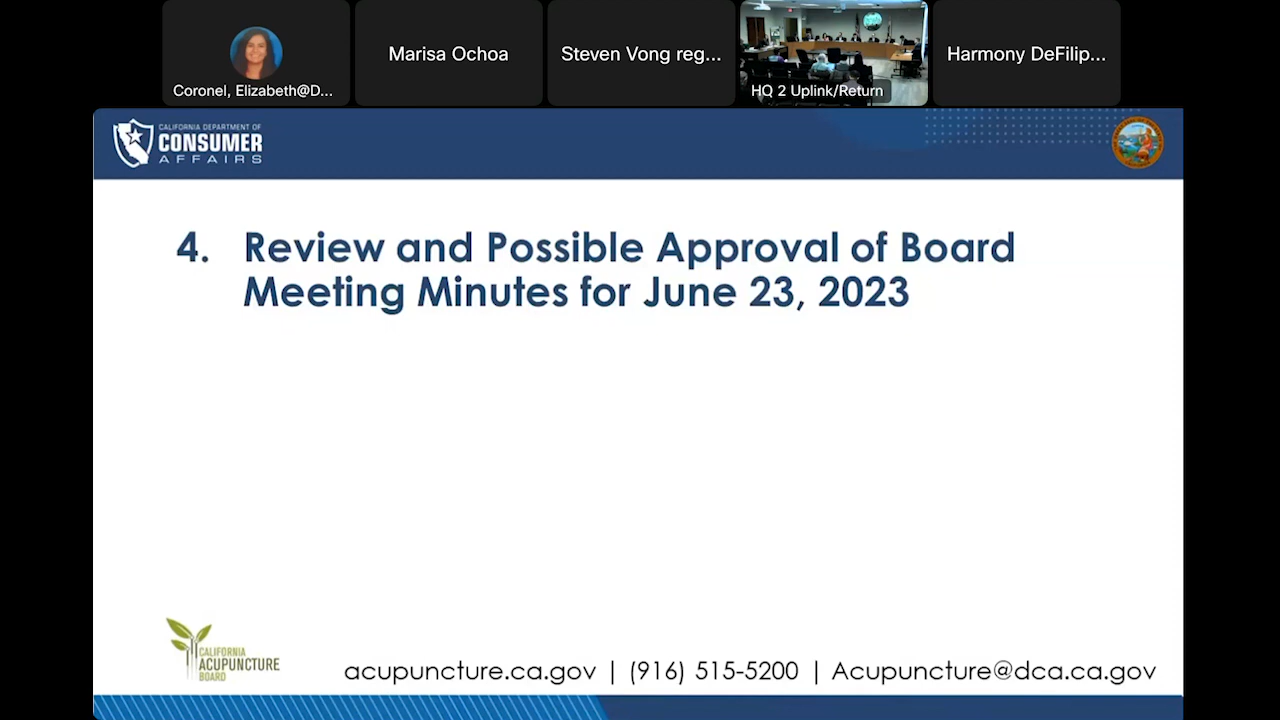 Coronel, Elizabeth@D...
Marisa Ochoa
Steven Vong reg...
HQ 2 Uplink/Return
Harmony DeFilip...
CALIFORNIA DEPARTMENT OF
CONSUMER
AFFAIRS
4. Review and Possible Approval of Board
Meeting Minutes for June 23, 2023
CALIFORNIA
ACUPUNCTURE
BOARD
acupuncture.ca.gov | (916) 515-5200 | Acupuncture@dca.ca.gov